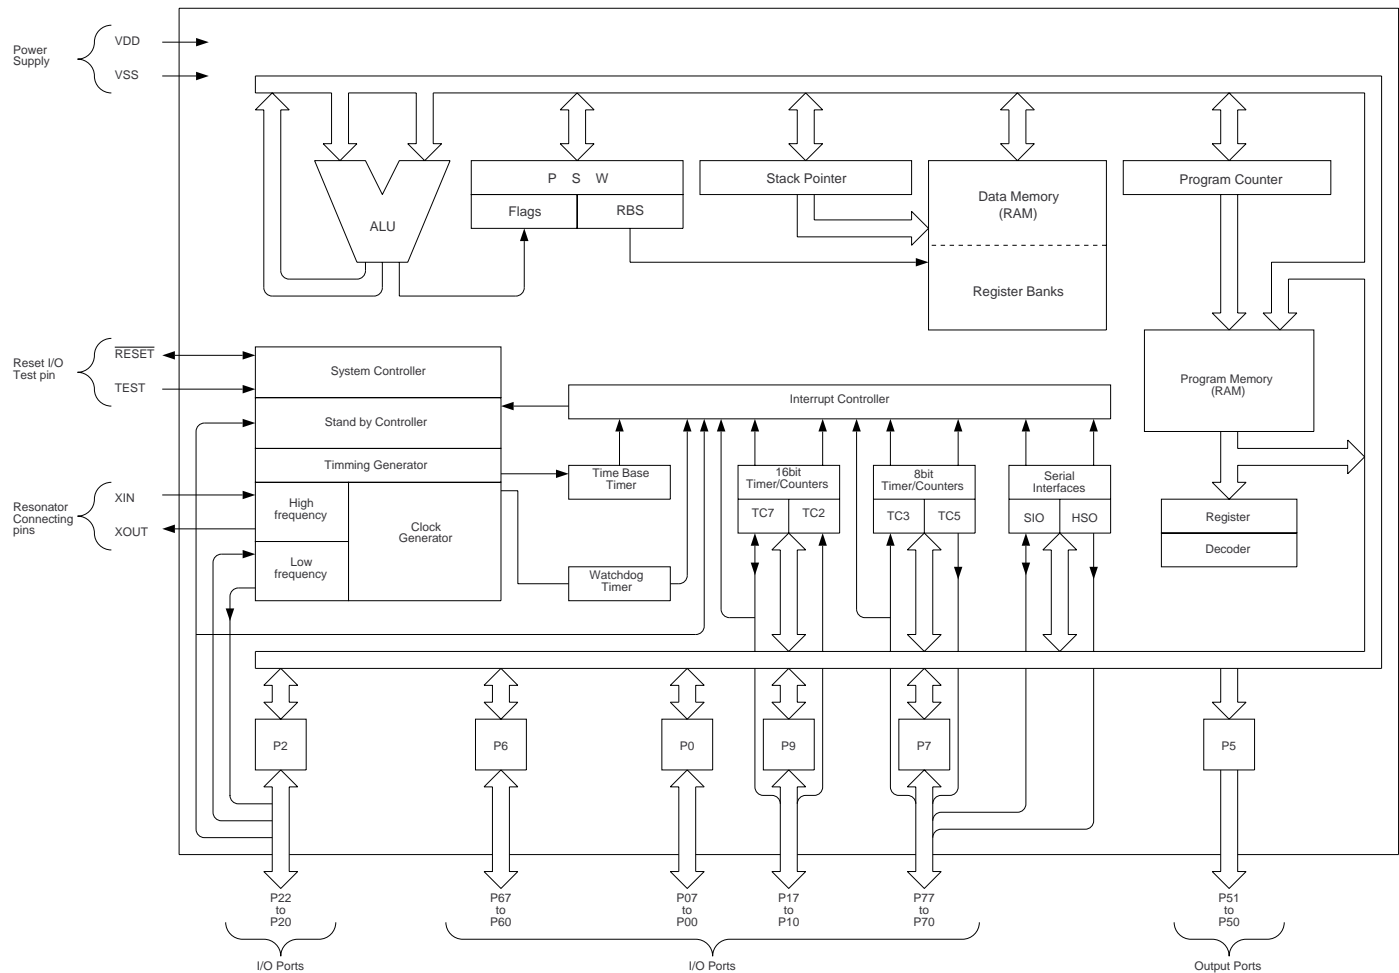 Power
Supply
VDD
VSS
P S W
Flags
RBS
ALU
Stack Pointer
Data Memory
(RAM)
Register Banks
Program Counter
Reset I/O
Test pin
RESET
TEST
System Controller
Stand by Controller
Timming Generator
High
frequency
Low
frequency
Clock
Generator
Resonator
Connecting
pins
XIN
XOUT
Interrupt Controller
Time Base
Timer
Watchdog
Timer
16bit
Timer/Counters
TC7
TC2
8bit
Timer/Counters
TC3
TC5
Serial
Interfaces
SIO
HSO
Program Memory
(RAM)
Register
Decoder
P2
P6
P0
P9
P7
P5
P22
to
P20
P67
to
P60
P07
to
P00
P17
to
P10
P77
to
P70
P51
to
P50
I/O Ports
I/O Ports
Output Ports